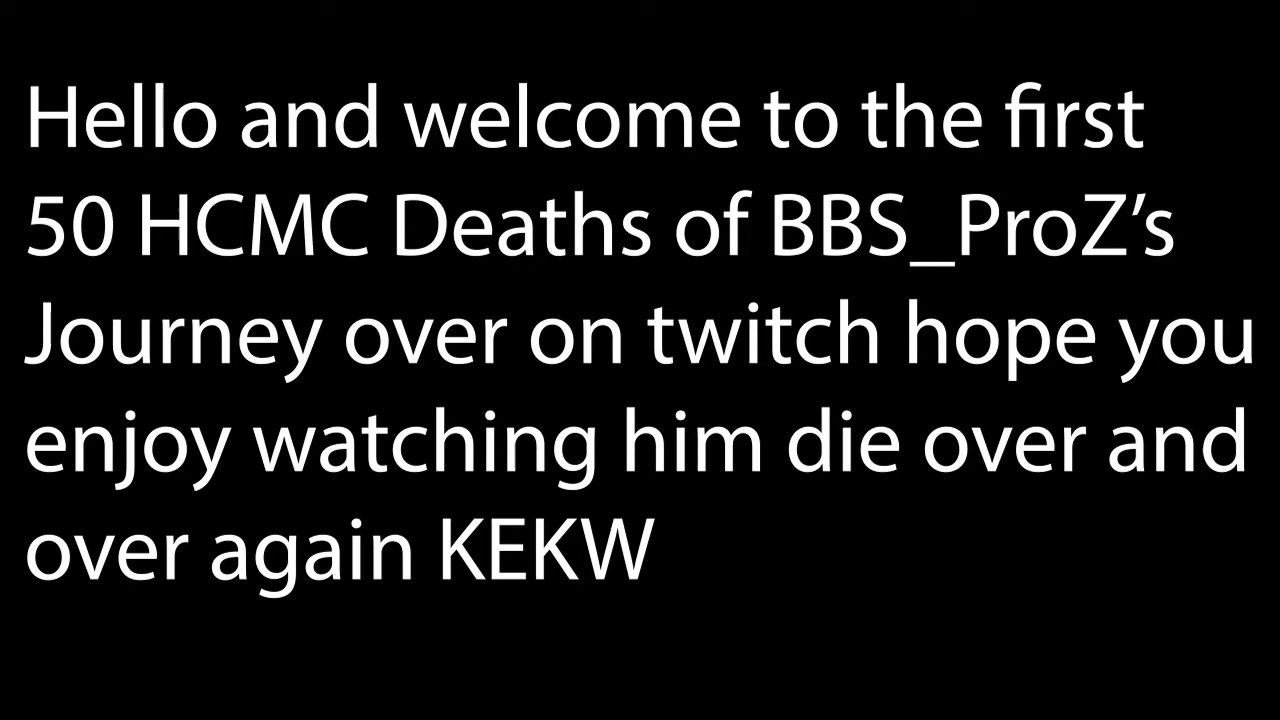 Hello and welcome to the first
50 HCMC Deaths of BBS_ProZ’s
Journey over on twitch hope you
enjoy watching him die over and
over again KEKW